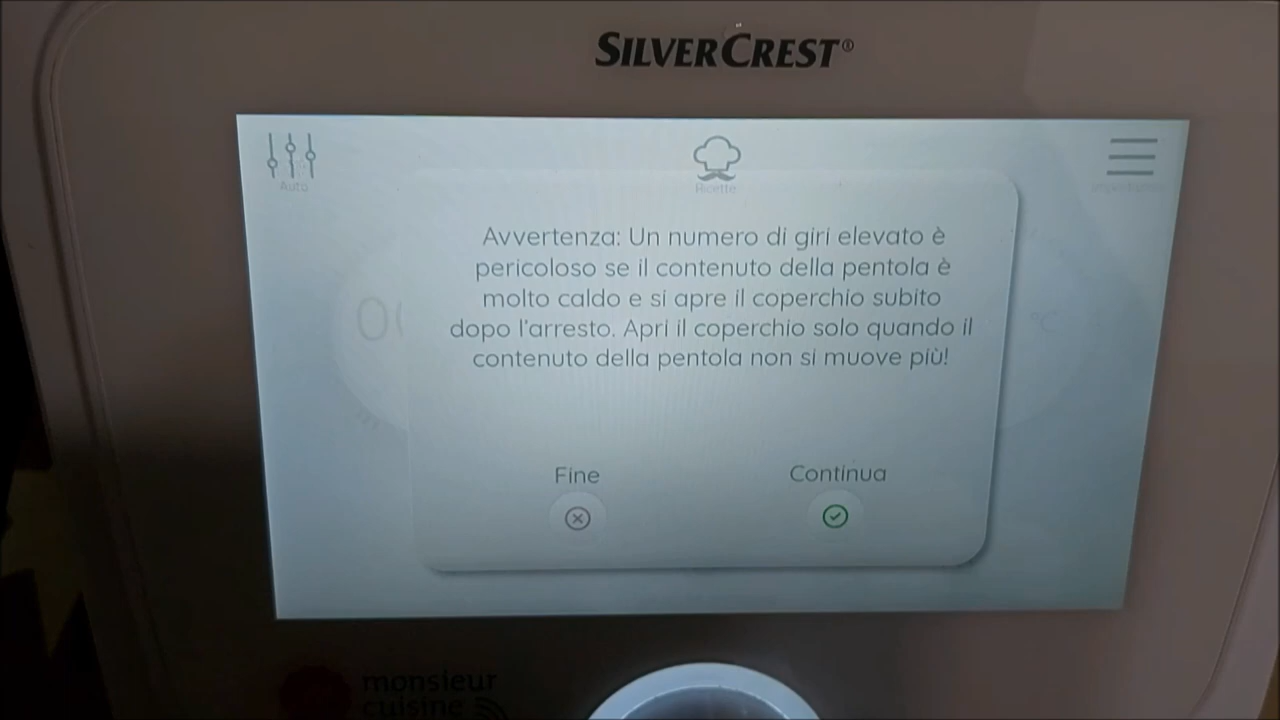 SILVERCREST®
Auto
Ricette
Avvertenza: Un numero di giri elevato è
pericoloso se il contenuto della pentola è
molto caldo e si apre il coperchio subito
dopo l'arresto. Apri il coperchio solo quando il
contenuto della pentola non si muove più!
°C
Fine
Continua
monsieur
cuisine